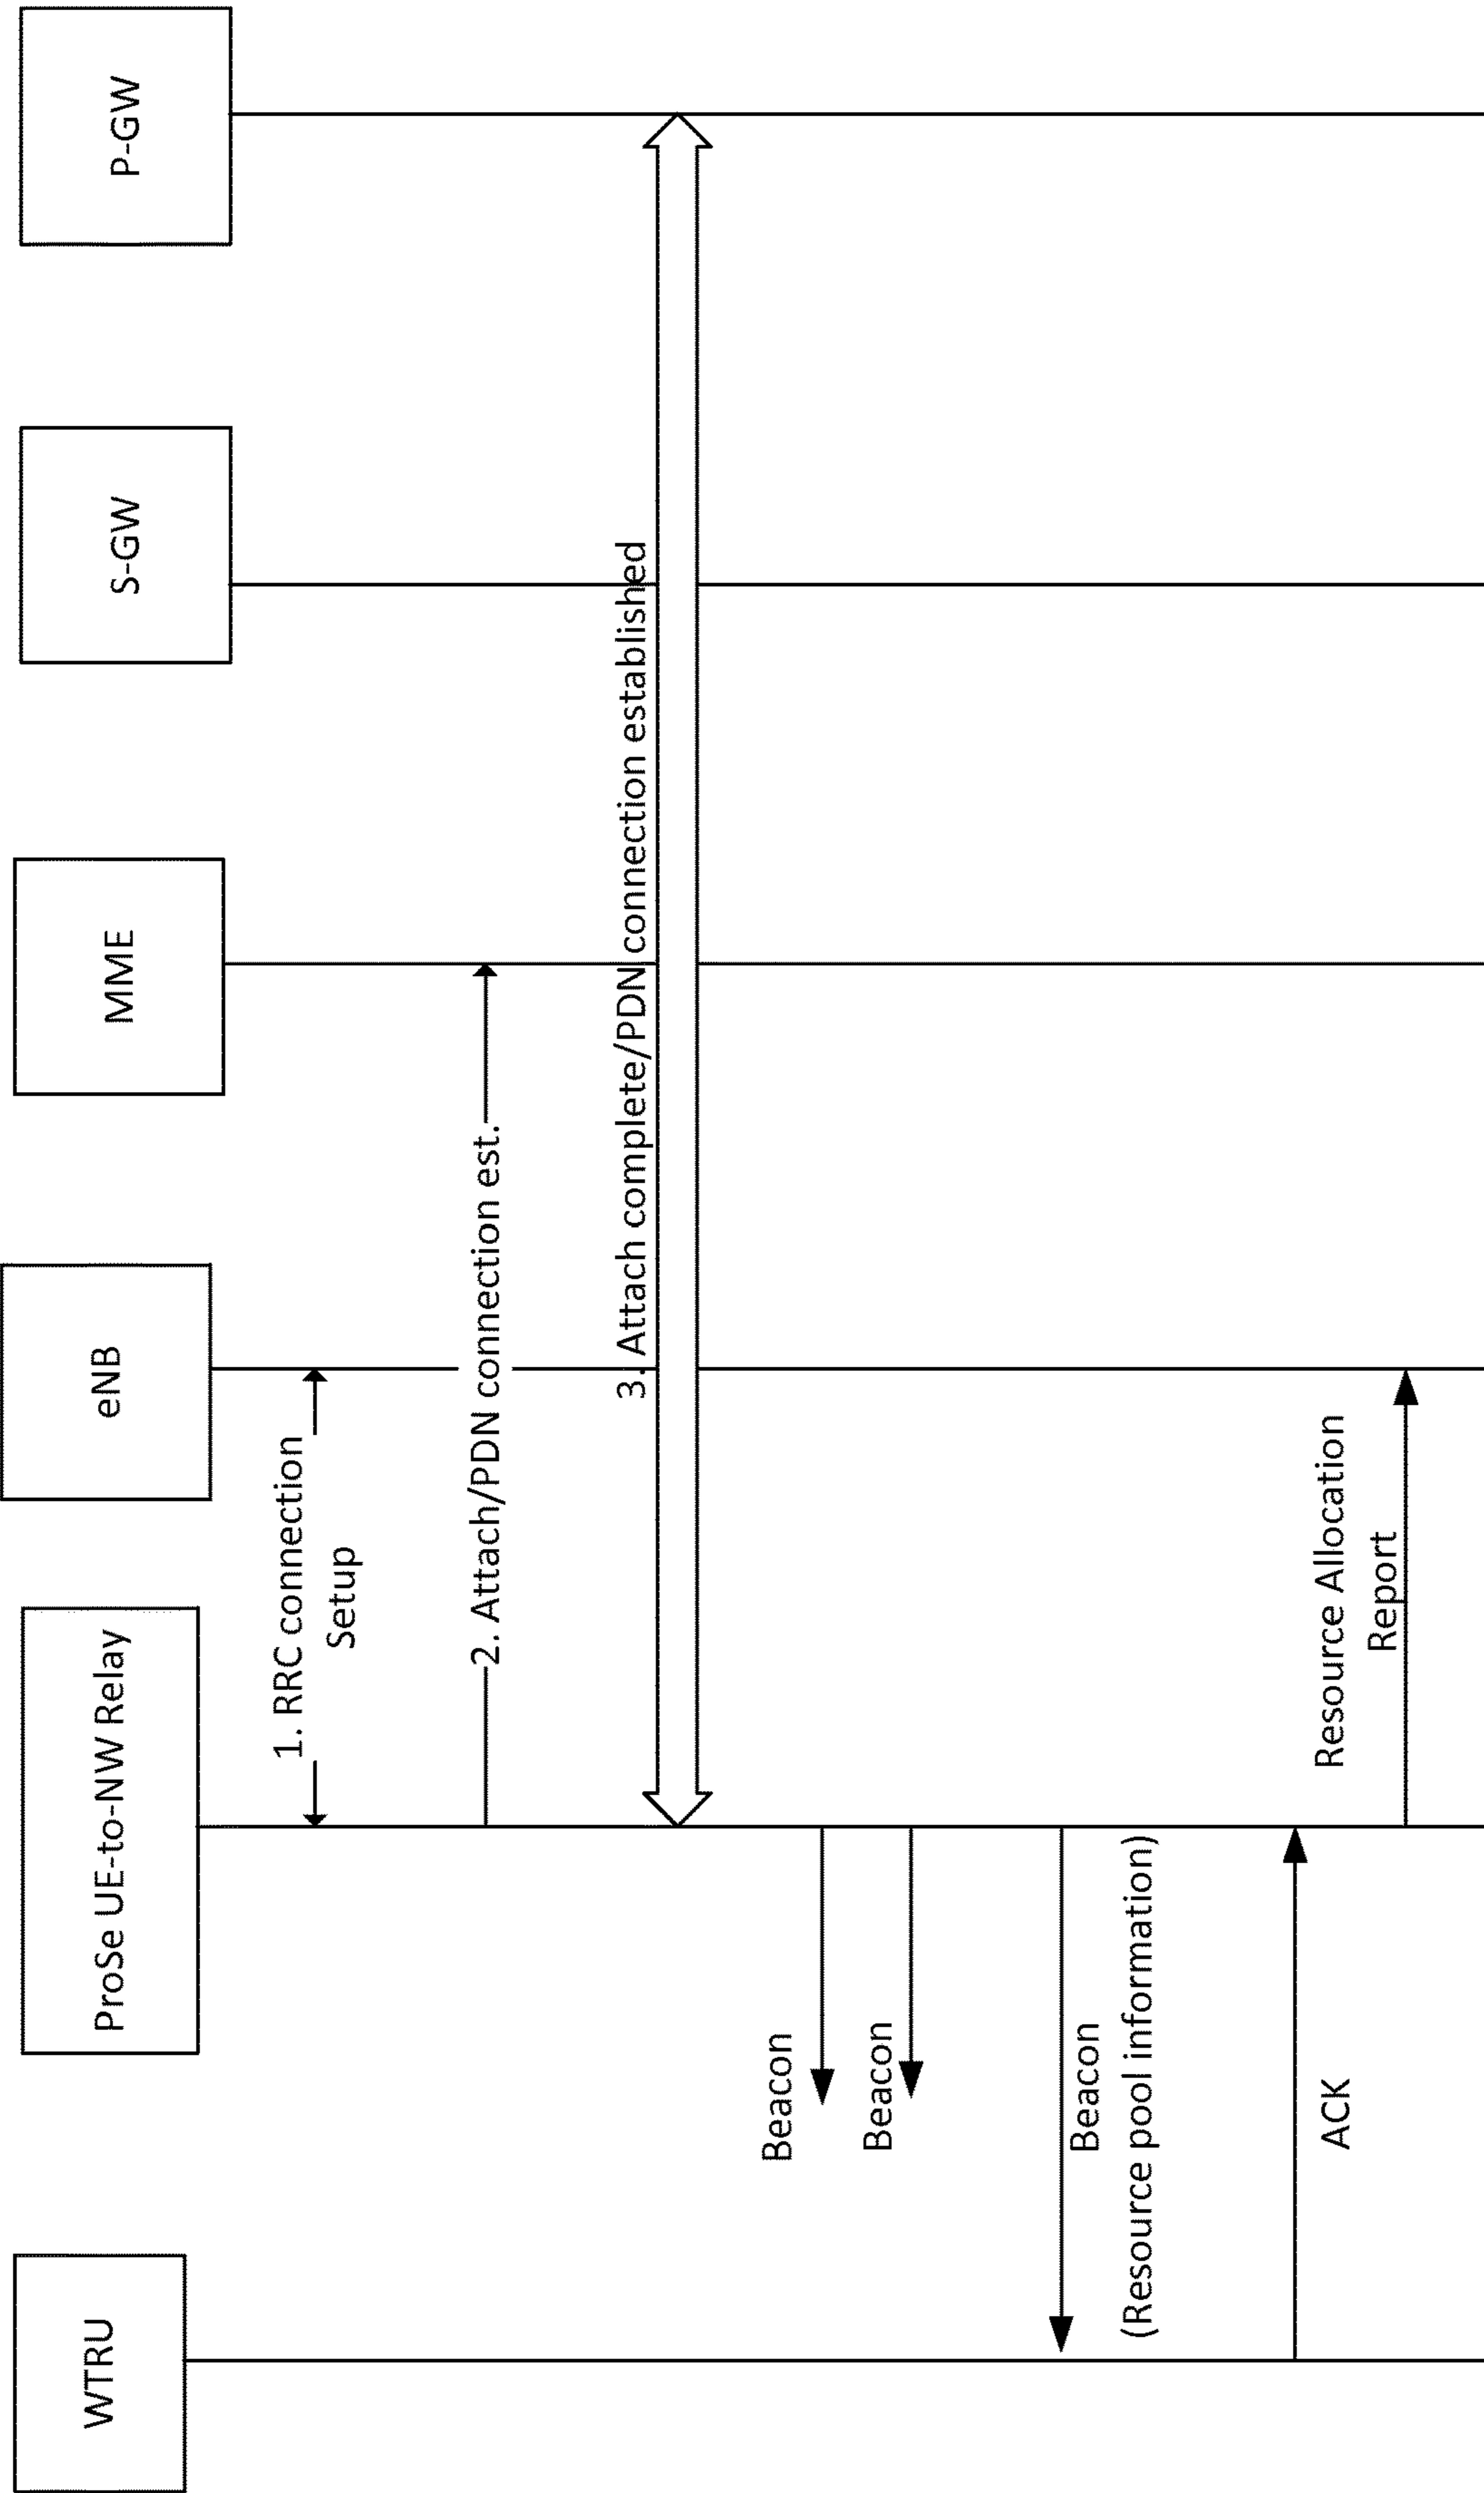 WTRU
ProSe UE-to-NW Relay
eNB
MME
S-GW
P-GW
1. RRC connection
Setup
2. Attach/PDN connection est.
3. Attach complete/PDN connection established
Beacon
Beacon
Beacon
(Resource pool information)
ACK
Resource Allocation
Report